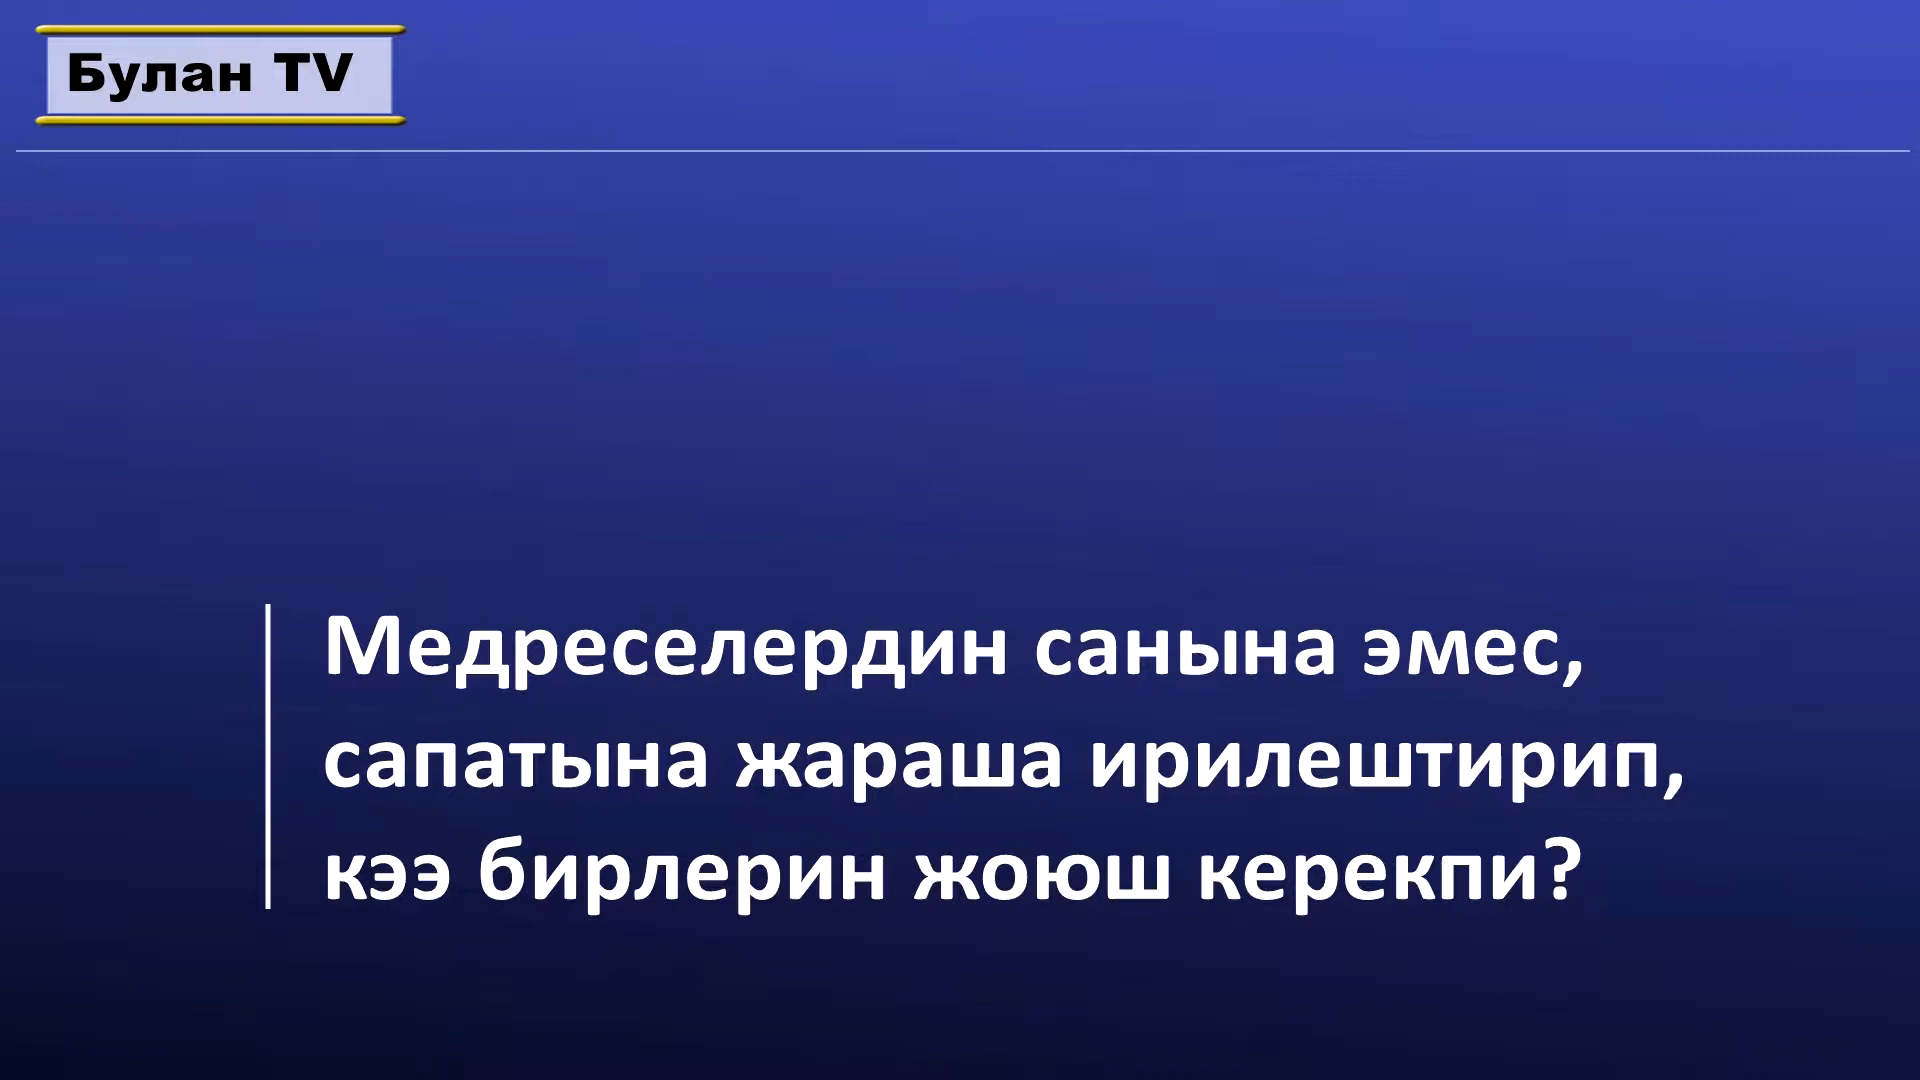 Булан TV
Медреселердин санына эмес,
сапатына жараша ирилештирип,
кээ бирлерин жоюш керекпи?